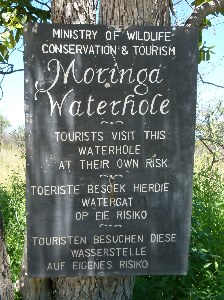 MINISTRY OF WILDLIFE
CONSERVATION & TOURISM
Moringa
Waterhole
TOURISTS VISIT THIS
WATERHOLE
AT THEIR OWN RISK
TOERISTE BESOEK HIERDIE
WATERGAT
OP EIE RISIKO
TOURISTEN BESUCHEN DIESE
WASSERSTELLE
AUF EIGENES RISIKO